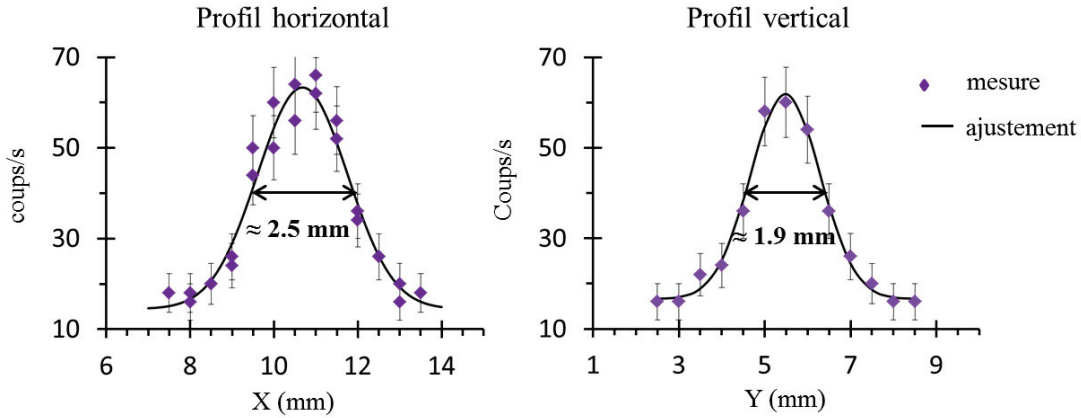 Profil horizontal
70
50
30
10
6
8
10
12
14
coups/s
X (mm)
≈ 2.5 mm
Profil vertical
70
50
30
10
1
3
5
7
9
Coups/s
Y (mm)
≈ 1.9 mm
mesure
ajustement